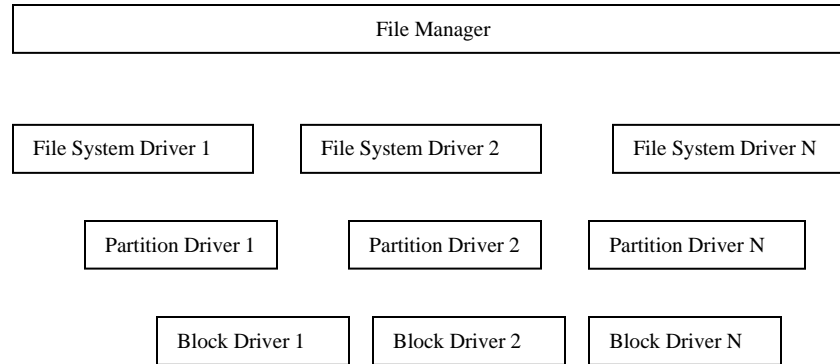 File Manager
File System Driver 1
File System Driver 2
File System Driver N
Partition Driver 1
Partition Driver 2
Partition Driver N
Block Driver 1
Block Driver 2
Block Driver N